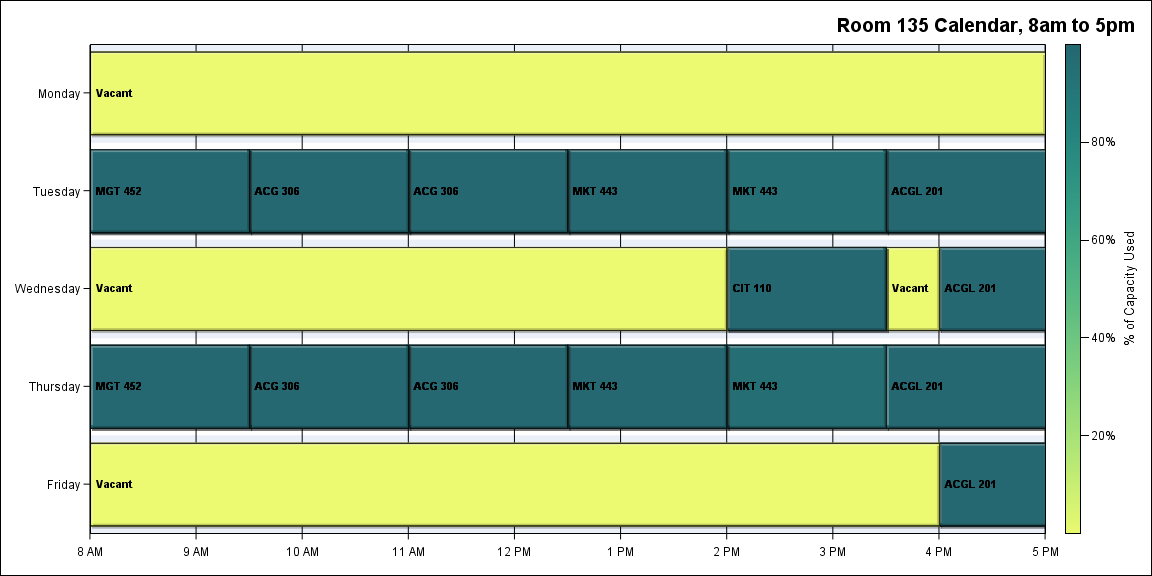 Room 135 Calendar, 8am to 5pm
Monday
Vacant
Tuesday
MGT 452
ACG 306
ACG 306
MKT 443
MKT 443
ACGL 201
Wednesday
Vacant
CIT 110
Vacant
ACGL 201
Thursday
MGT 452
ACG 306
ACG 306
MKT 443
MKT 443
ACGL 201
Friday
Vacant
ACGL 201
8 AM
9 AM
10 AM
11 AM
12 PM
1 PM
2 PM
3 PM
4 PM
5 PM
80%
60%
40%
20%
% of Capacity Used